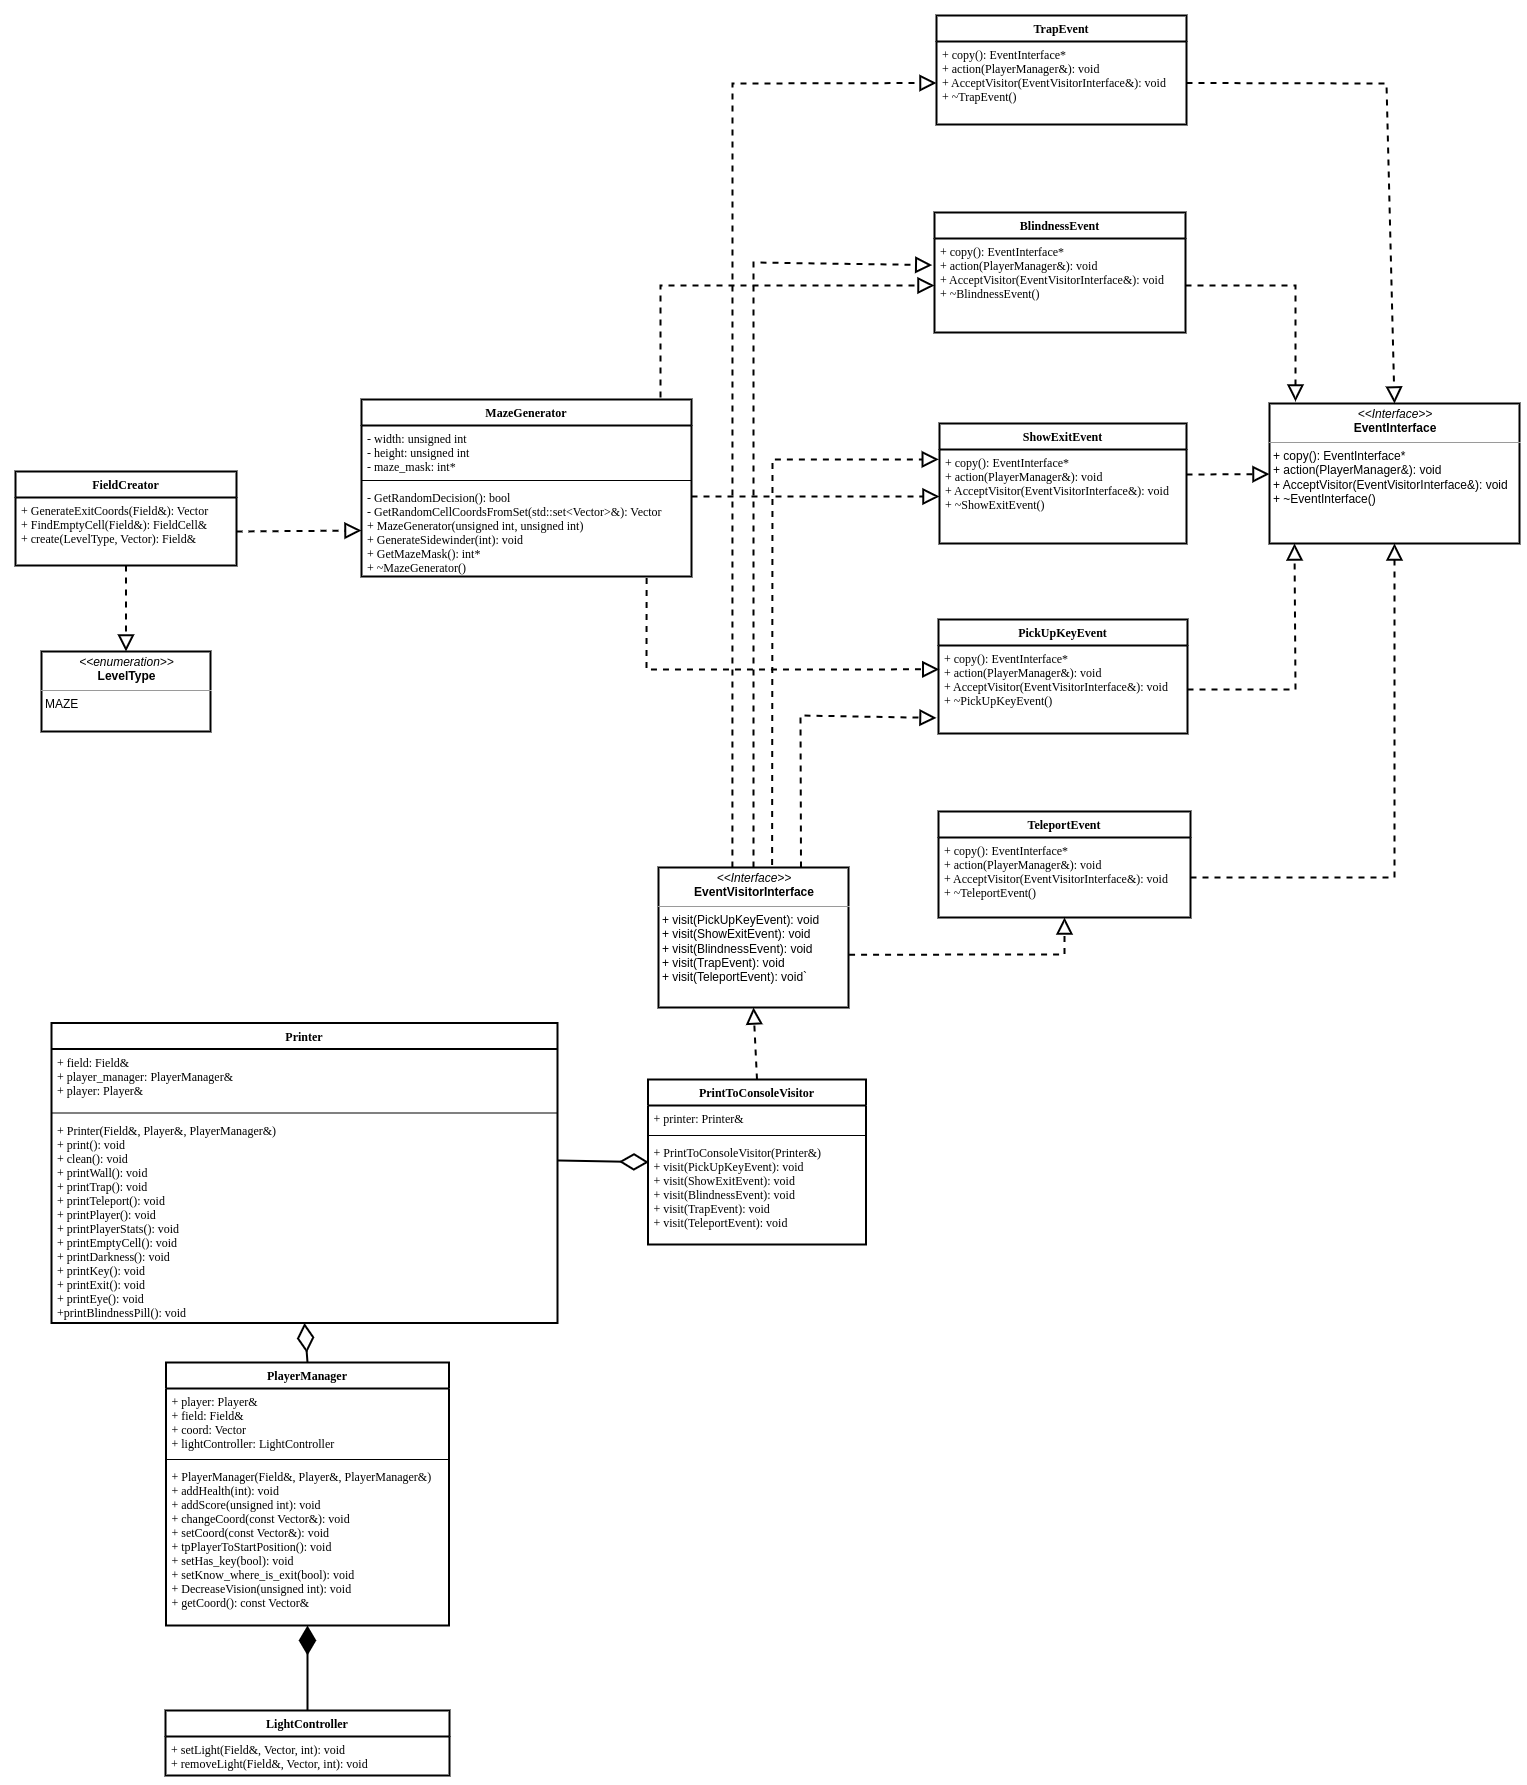 TrapEvent
+ copy(): EventInterface*
+ action(PlayerManager&): void
+ AcceptVisitor(EventVisitorInterface&): void
+ ~TrapEvent()
BlindnessEvent
+ copy(): EventInterface*
+ action(PlayerManager&): void
+ AcceptVisitor(EventVisitorInterface&): void
+ ~BlindnessEvent()
MazeGenerator
- width: unsigned int
- height: unsigned int
- maze_mask: int*
- GetRandomDecision(): bool
- GetRandomCellCoordsFromSet(std::set<Vector>&): Vector
+ MazeGenerator(unsigned int, unsigned int)
+ GenerateSidewinder(int): void
+ GetMazeMask(): int*
+ ~MazeGenerator()
ShowExitEvent
+ copy(): EventInterface*
+ action(PlayerManager&): void
+ AcceptVisitor(EventVisitorInterface&): void
+ ~ShowExitEvent()
<<Interface>>
EventInterface
+ copy(): EventInterface*
+ action(PlayerManager&): void
+ AcceptVisitor(EventVisitorInterface&): void
+ ~EventInterface()
FieldCreator
+ GenerateExitCoords(Field&): Vector
+ FindEmptyCell(Field&): FieldCell&
+ create(LevelType, Vector): Field&
<<enumeration>>
LevelType
MAZE
PickUpKeyEvent
+ copy(): EventInterface*
+ action(PlayerManager&): void
+ AcceptVisitor(EventVisitorInterface&): void
+ ~PickUpKeyEvent()
TeleportEvent
+ copy(): EventInterface*
+ action(PlayerManager&): void
+ AcceptVisitor(EventVisitorInterface&): void
+ ~TeleportEvent()
<<Interface>>
EventVisitorInterface
+ visit(PickUpKeyEvent): void
+ visit(ShowExitEvent): void
+ visit(BlindnessEvent): void
+ visit(TrapEvent): void
+ visit(TeleportEvent): void`
Printer
+ field: Field&
+ player_manager: PlayerManager&
+ player: Player&
+ Printer(Field&, Player&, PlayerManager&)
+ print(): void
+ clean(): void
+ printWall(): void
+ printTrap(): void
+ printTeleport(): void
+ printPlayer(): void
+ printPlayerStats(): void
+ printEmptyCell(): void
+ printDarkness(): void
+ printKey(): void
+ printExit(): void
+ printEye(): void
+printBlindnessPill(): void
PrintToConsoleVisitor
+ printer: Printer&
+ PrintToConsoleVisitor(Printer&)
+ visit(PickUpKeyEvent): void
+ visit(ShowExitEvent): void
+ visit(BlindnessEvent): void
+ visit(TrapEvent): void
+ visit(TeleportEvent): void
PlayerManager
+ player: Player&
+ field: Field&
+ coord: Vector
+ lightController: LightController
+ PlayerManager(Field&, Player&, PlayerManager&)
+ addHealth(int): void
+ addScore(unsigned int): void
+ changeCoord(const Vector&): void
+ setCoord(const Vector&): void
+ tpPlayerToStartPosition(): void
+ setHas_key(bool): void
+ setKnow_where_is_exit(bool): void
+ DecreaseVision(unsigned int): void
+ getCoord(): const Vector&
LightController
+ setLight(Field&, Vector, int): void
+ removeLight(Field&, Vector, int): void